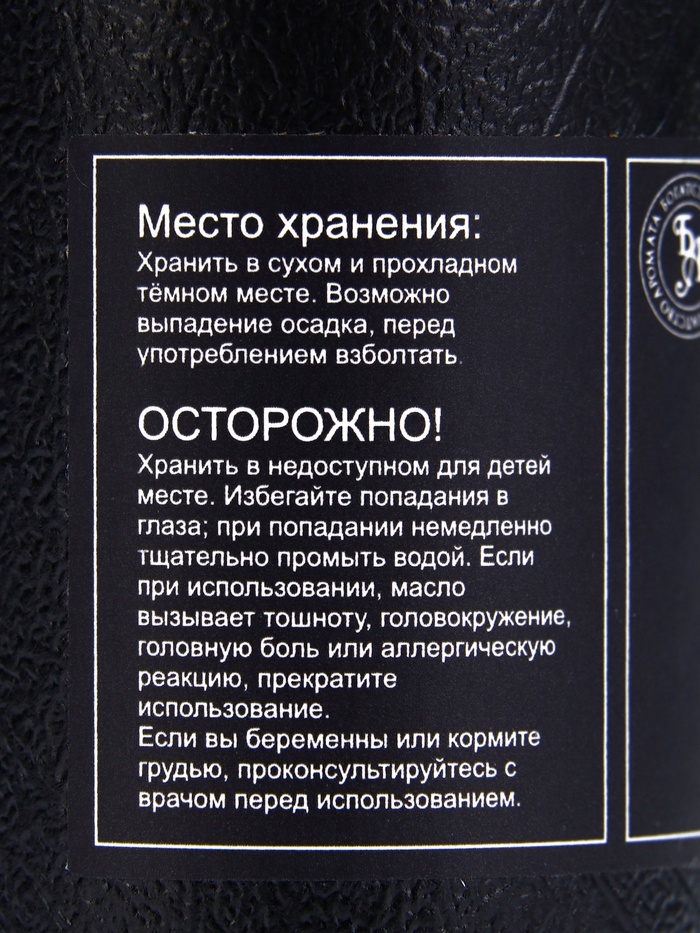 Место хранения:
Хранить в сухом и прохладном
тёмном месте. Возможно
выпадение осадка, перед
употреблением взболтать.
ОСТОРОЖНО!
Хранить в недоступном для детей
месте. Избегайте попадания в
глаза; при попадании немедленно
тщательно промыть водой. Если
при использовании, масло
вызывает тошноту, головокружение,
головную боль или аллергическую
реакцию, прекратите
использование.
Если вы беременны или кормите
грудью, проконсультируйтесь с
врачом перед использованием.
АРОМАТА